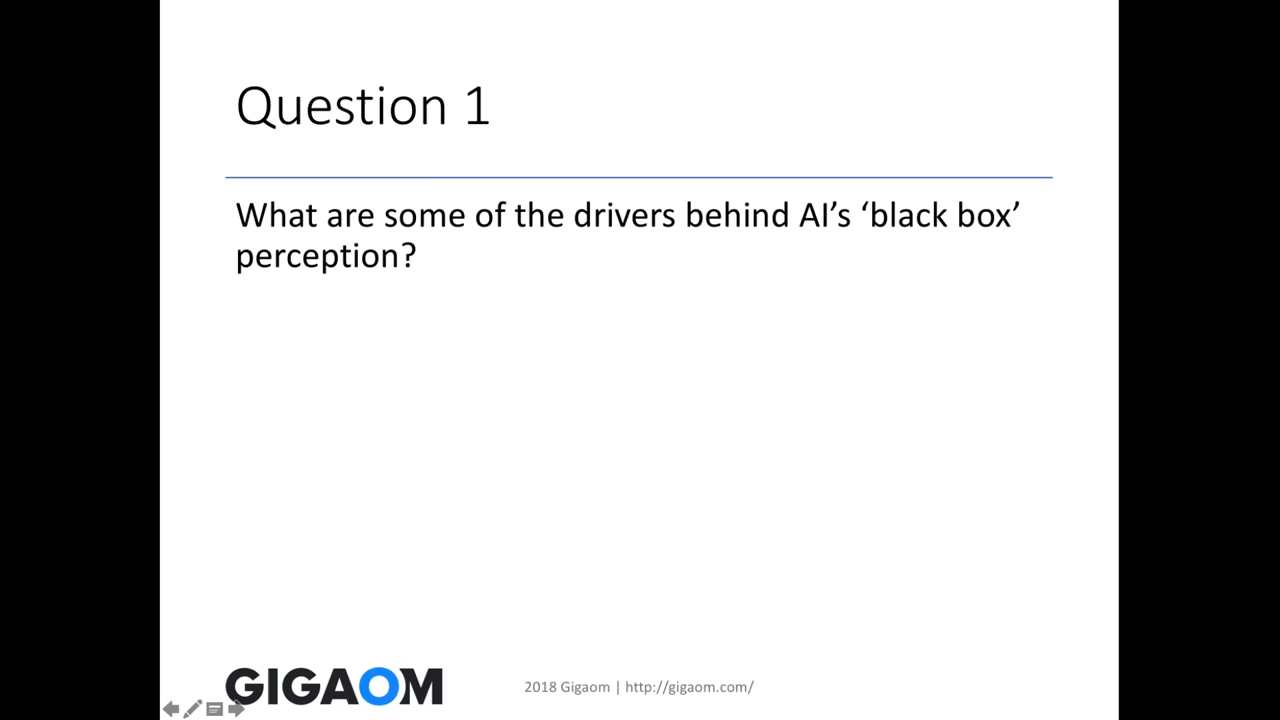 Question 1
What are some of the drivers behind AI’s ‘black box’
perception?
GIGAOM
2018 Gigaom | http://gigaom.com/